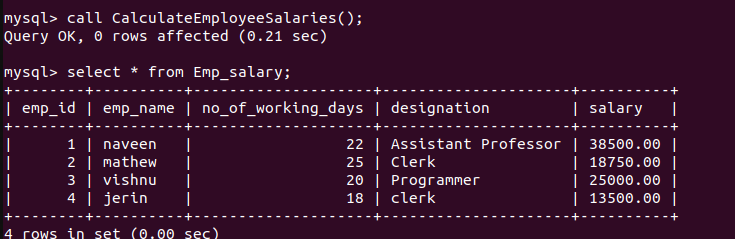 mysql> call CalculateEmployeeSalaries();
Query OK, 0 rows affected (0.21 sec)
mysql> select * from Emp_salary;
+--------+----------+--------------------+---------------------+----------+
| emp_id | emp_name | no_of_working_days | designation         | salary   |
+--------+----------+--------------------+---------------------+----------+
|      1 | naveen   |                 22 | Assistant Professor | 38500.00 |
|      2 | mathew   |                 25 | Clerk               | 18750.00 |
|      3 | vishnu   |                 20 | Programmer          | 25000.00 |
|      4 | jerin    |                 18 | clerk               | 13500.00 |
+--------+----------+--------------------+---------------------+----------+
4 rows in set (0.00 sec)